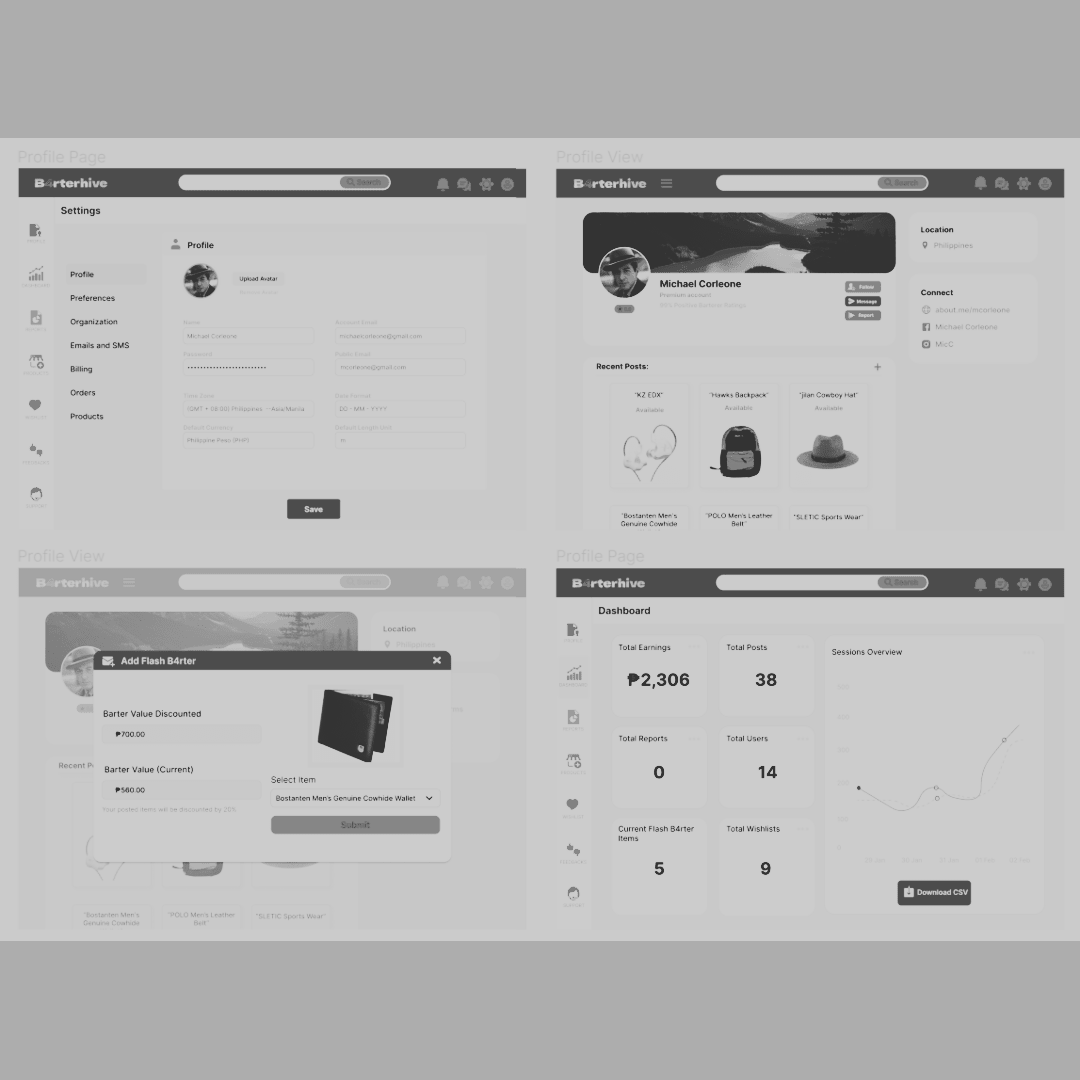 Profile Page
B4rterhive
Search
Settings
Profile
Preferences
Organization
Emails and SMS
Billing
Orders
Products
Profile
Upload Avatar
Name
Michael Corleone
Account Email
michaelcorleone@gmail.com
Password
Public Email
mcorleone@gmail.com
Time Zone
(GMT + 08:00) Philippines — Asia/Manila
Date Format
DD - MM - YYYY
Default Currency
Philippine Peso (PHP)
Default Length Unit
m
Save
Profile View
B4rterhive
Search
Michael Corleone
Premium account
Follow
Message
Report
Location
Philippines
Connect
about.me/mcorleone
Michael Corleone
MicC
Recent Posts:
"KZ EDX"
Available
"Hawks Backpack"
Available
"jilan Cowboy Hat"
Available
"Bostanten Men's
Genuine Cowhide
"POLO Men's Leather
Belt"
"SLETIC Sports Wear"
Profile View
B4rterhive
Search
Location
Philippines
Add Flash B4rter
Barter Value Discounted
₱700.00
Barter Value (Current)
₱560.00
Your posted items will be discounted by 20%
Select Item
Bostanten Men's Genuine Cowhide Wallet
Submit
Recent P
"Bostanten Men's
Genuine Cowhide
"POLO Men's Leather
Belt"
"SLETIC Sports Wear"
Profile Page
B4rterhive
Search
Dashboard
Total Earnings
₱2,306
Total Posts
38
Total Reports
0
Total Users
14
Current Flash B4rter
Items
5
Total Wishlists
9
Sessions Overview
Download CSV